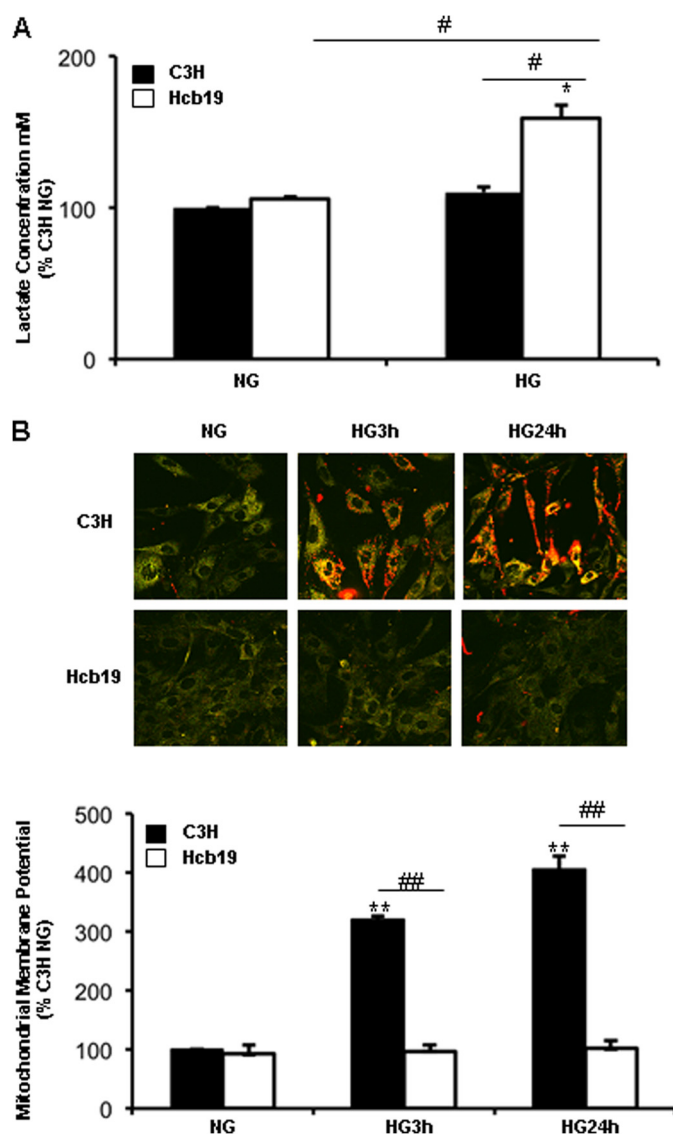 A
#
C3H
Hcb19
#
*
200
100
0
Lactate Concentration mM
(% C3H NG)
NG HG
B
NG HG3h HG24h
C3H
Hcb19
500
400
300
200
100
0
C3H
Hcb19
**
##
**
##
Mitochondrial Membrane Potential
(% C3H NG)
NG HG3h HG24h